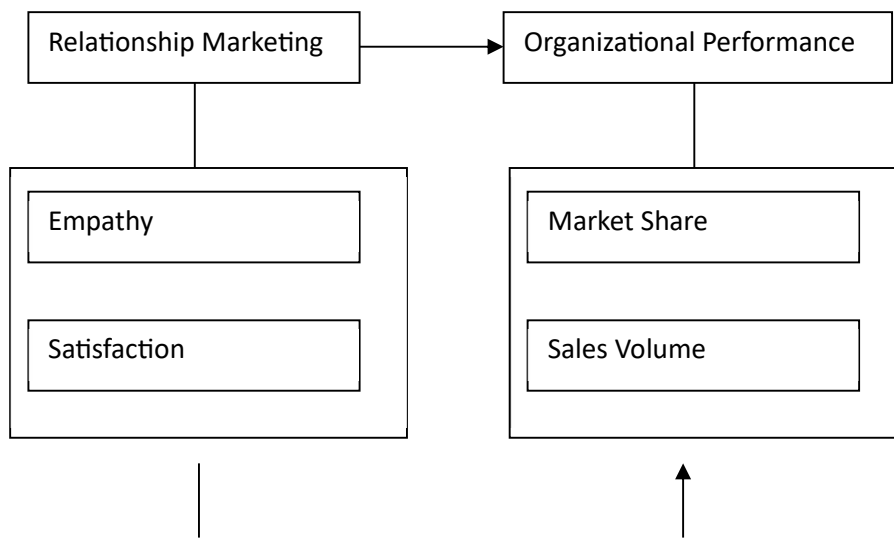 Relationship Marketing
Organizational Performance
Empathy
Satisfaction
Market Share
Sales Volume